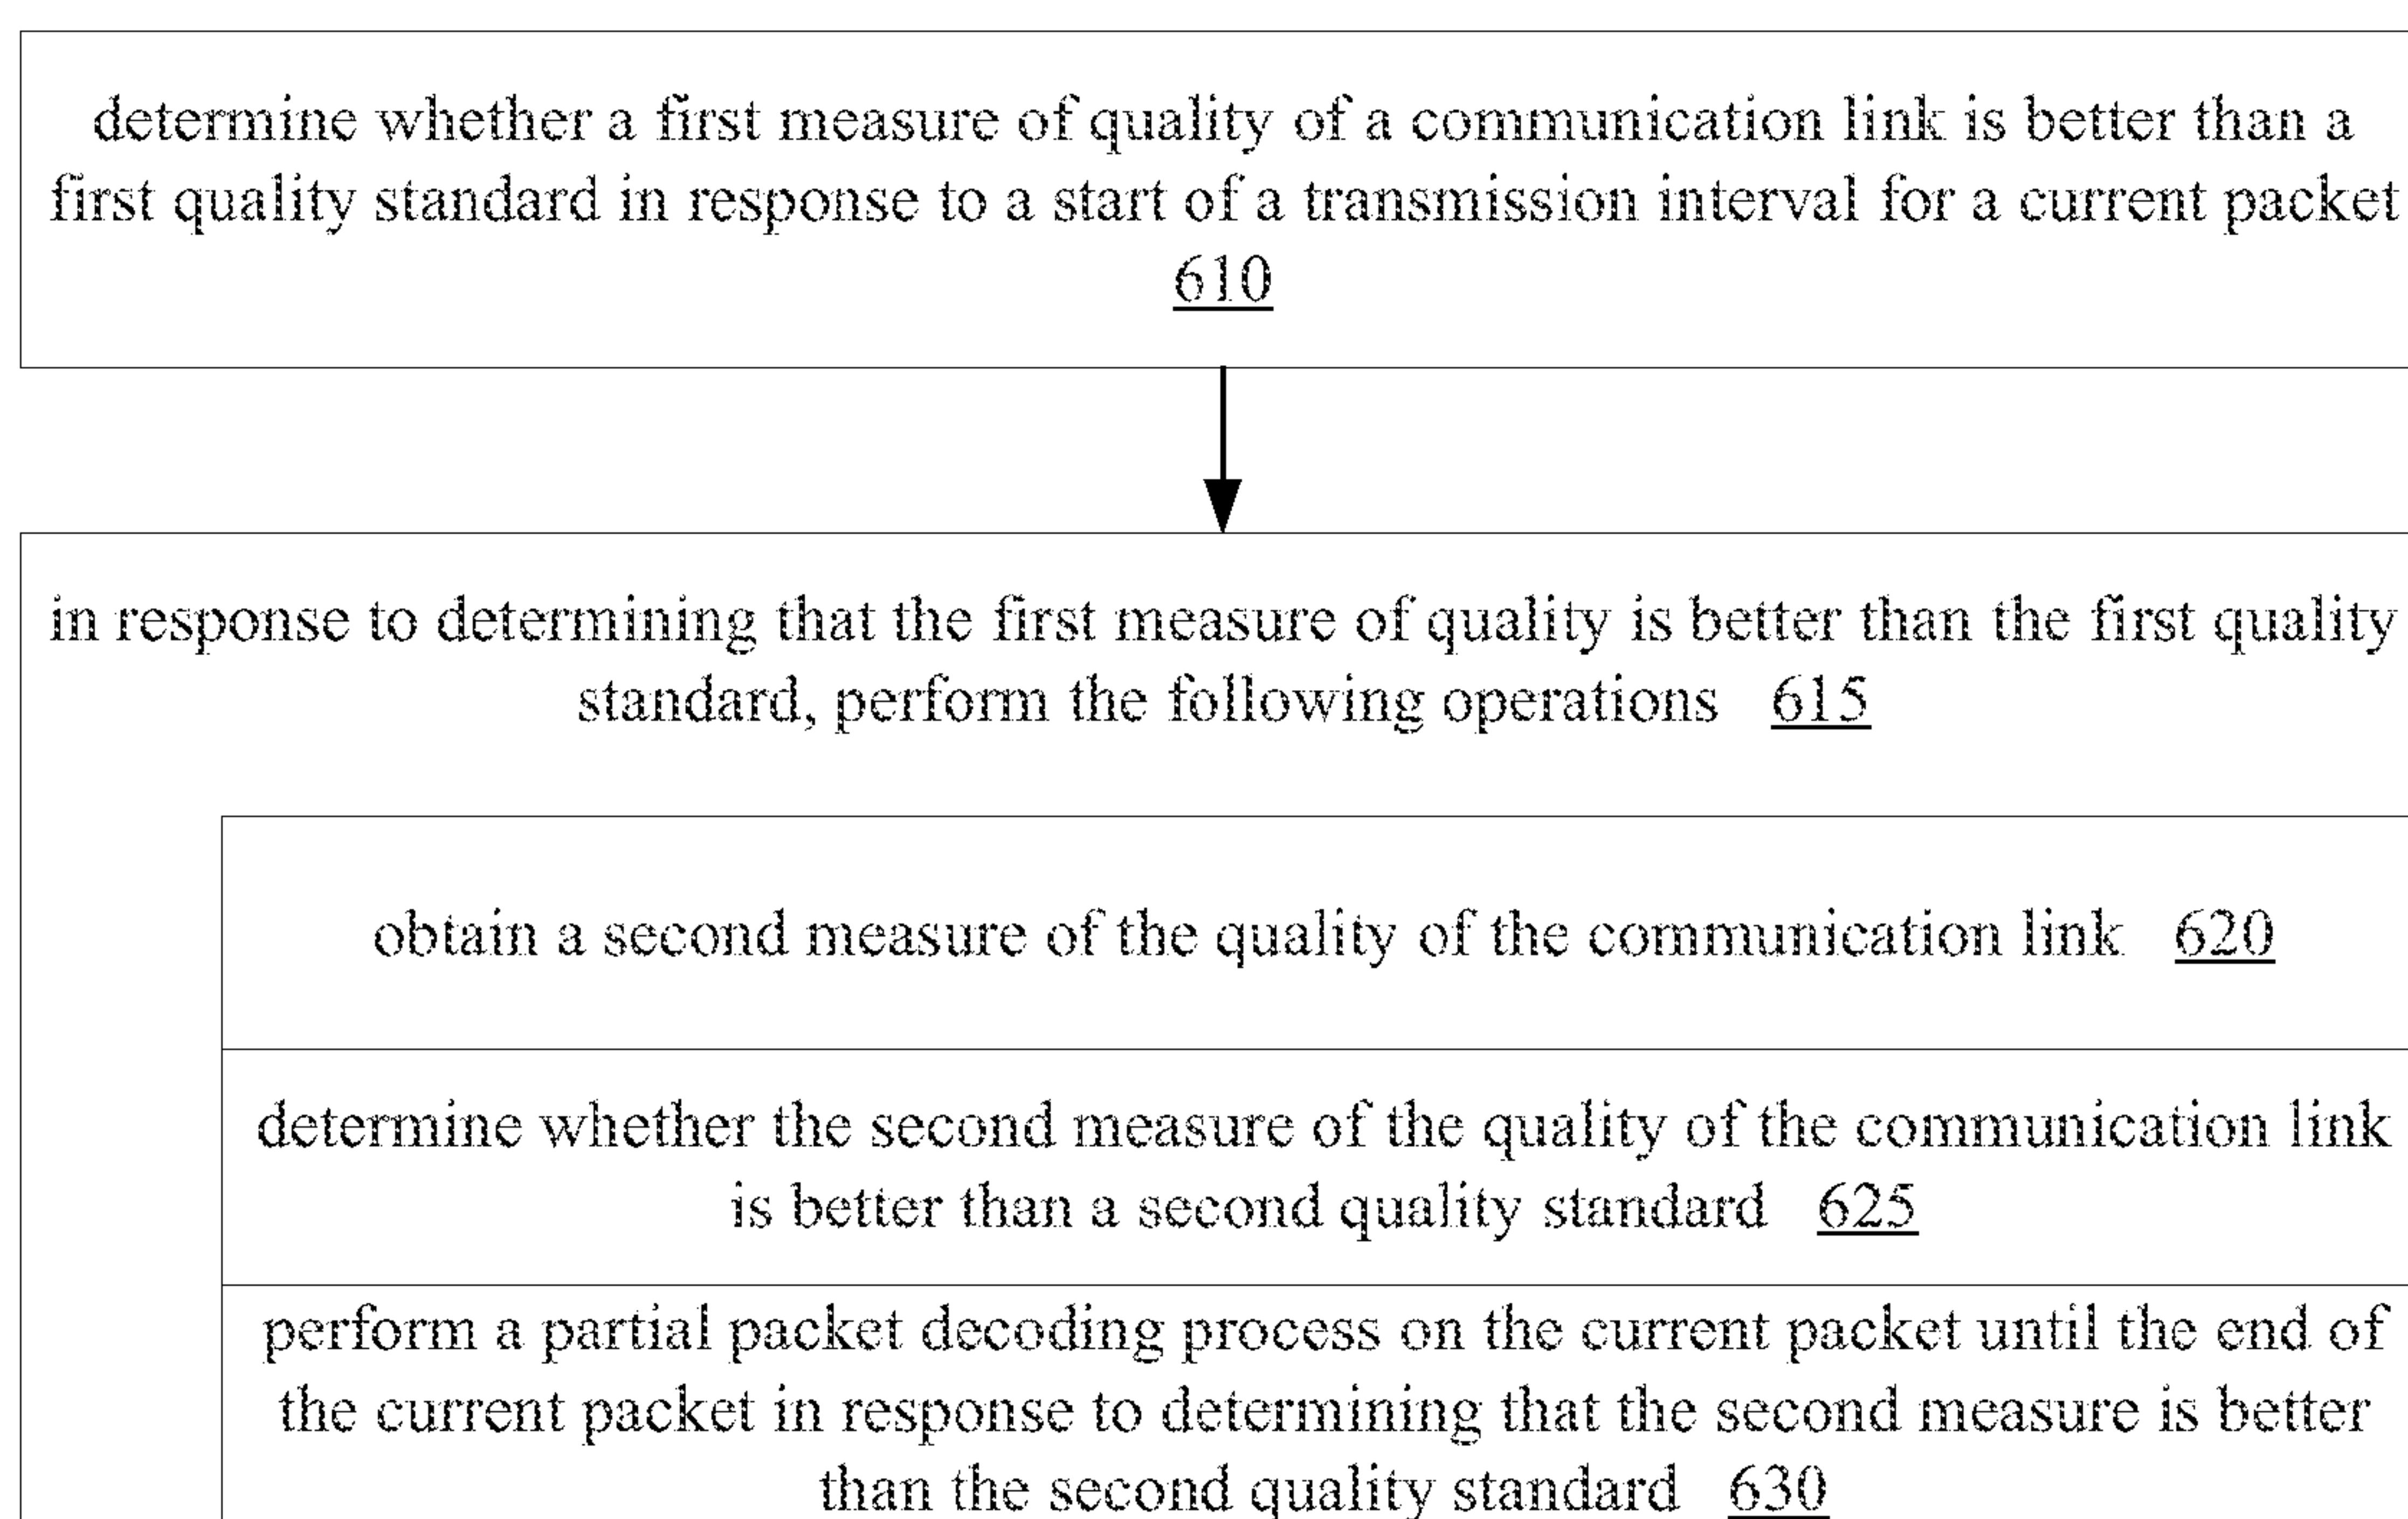 determine whether a first measure of quality of a communication link is better than a
first quality standard in response to a start of a transmission interval for a current packet
610
in response to determining that the first measure of quality is better than the first quality
standard, perform the following operations 615
obtain a second measure of the quality of the communication link 620
determine whether the second measure of the quality of the communication link
is better than a second quality standard 625
perform a partial packet decoding process on the current packet until the end of
the current packet in response to determining that the second measure is better
than the second quality standard 630